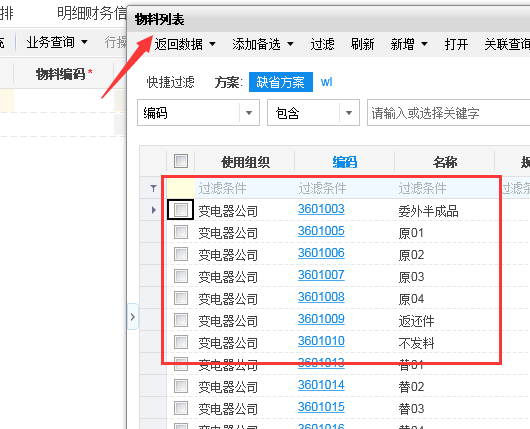 排 明细财务信
业务查询 行操
物料编码*
物料列表
返回数据 添加备选 过滤 刷新 新增 打开 关联查询
快捷过滤 方案: 缺省方案 wl
编码 包含 请输入或选择关键字
使用组织 编码 名称
过滤条件 过滤条件 过滤条件 过滤条
变电器公司 3601003 委外半成品
变电器公司 3601005 原01
变电器公司 3601006 原02
变电器公司 3601007 原03
变电器公司 3601008 原04
变电器公司 3601009 返还件
变电器公司 3601010 不发料
变电器公司 3601013 替01
变电器公司 3601014 替02
变电器公司 3601015 替03
变电器公司 3601016 替04